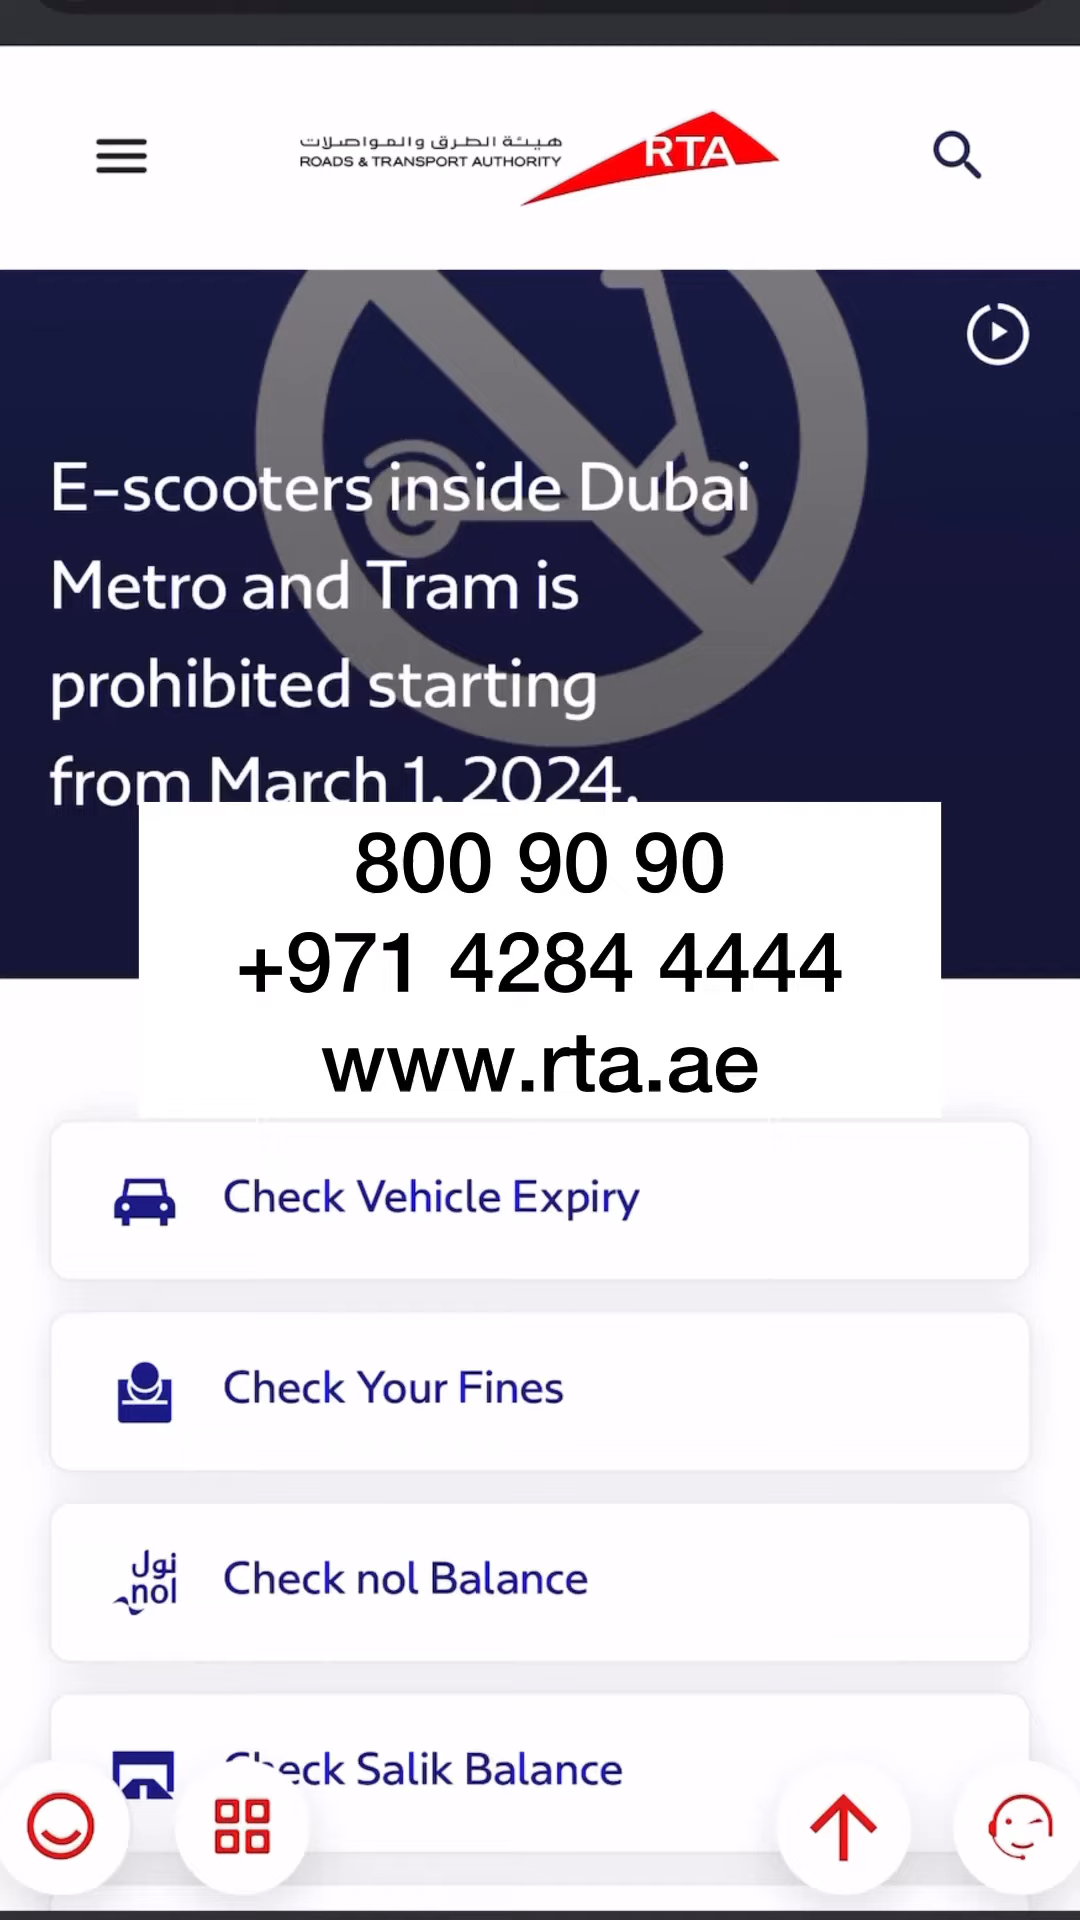 هيئة الطرق والمواصلات
ROADS & TRANSPORT AUTHORITY
RTA
E-scooters inside Dubai
Metro and Tram is
prohibited starting
from March 1, 2024.
800 90 90
+971 4284 4444
www.rta.ae
Check Vehicle Expiry
Check Your Fines
نول
nol
Check nol Balance
Check Salik Balance